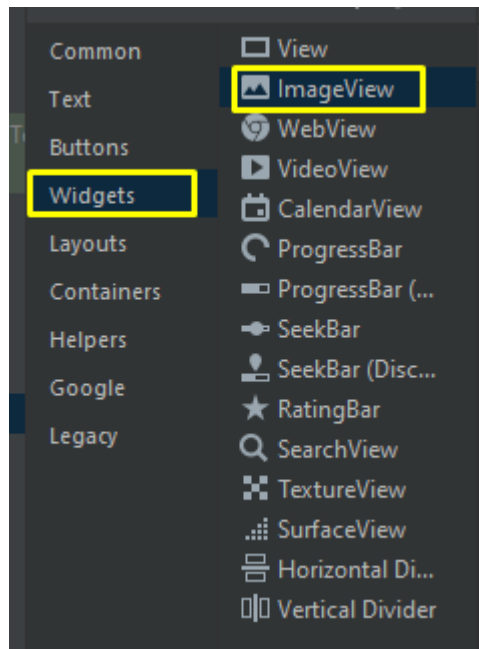 Common
Text
Buttons
Widgets
Layouts
Containers
Helpers
Google
Legacy
View
ImageView
WebView
VideoView
CalendarView
ProgressBar
ProgressBar (...
SeekBar
SeekBar (Disc...
RatingBar
SearchView
TextureView
SurfaceView
Horizontal Di...
Vertical Divider